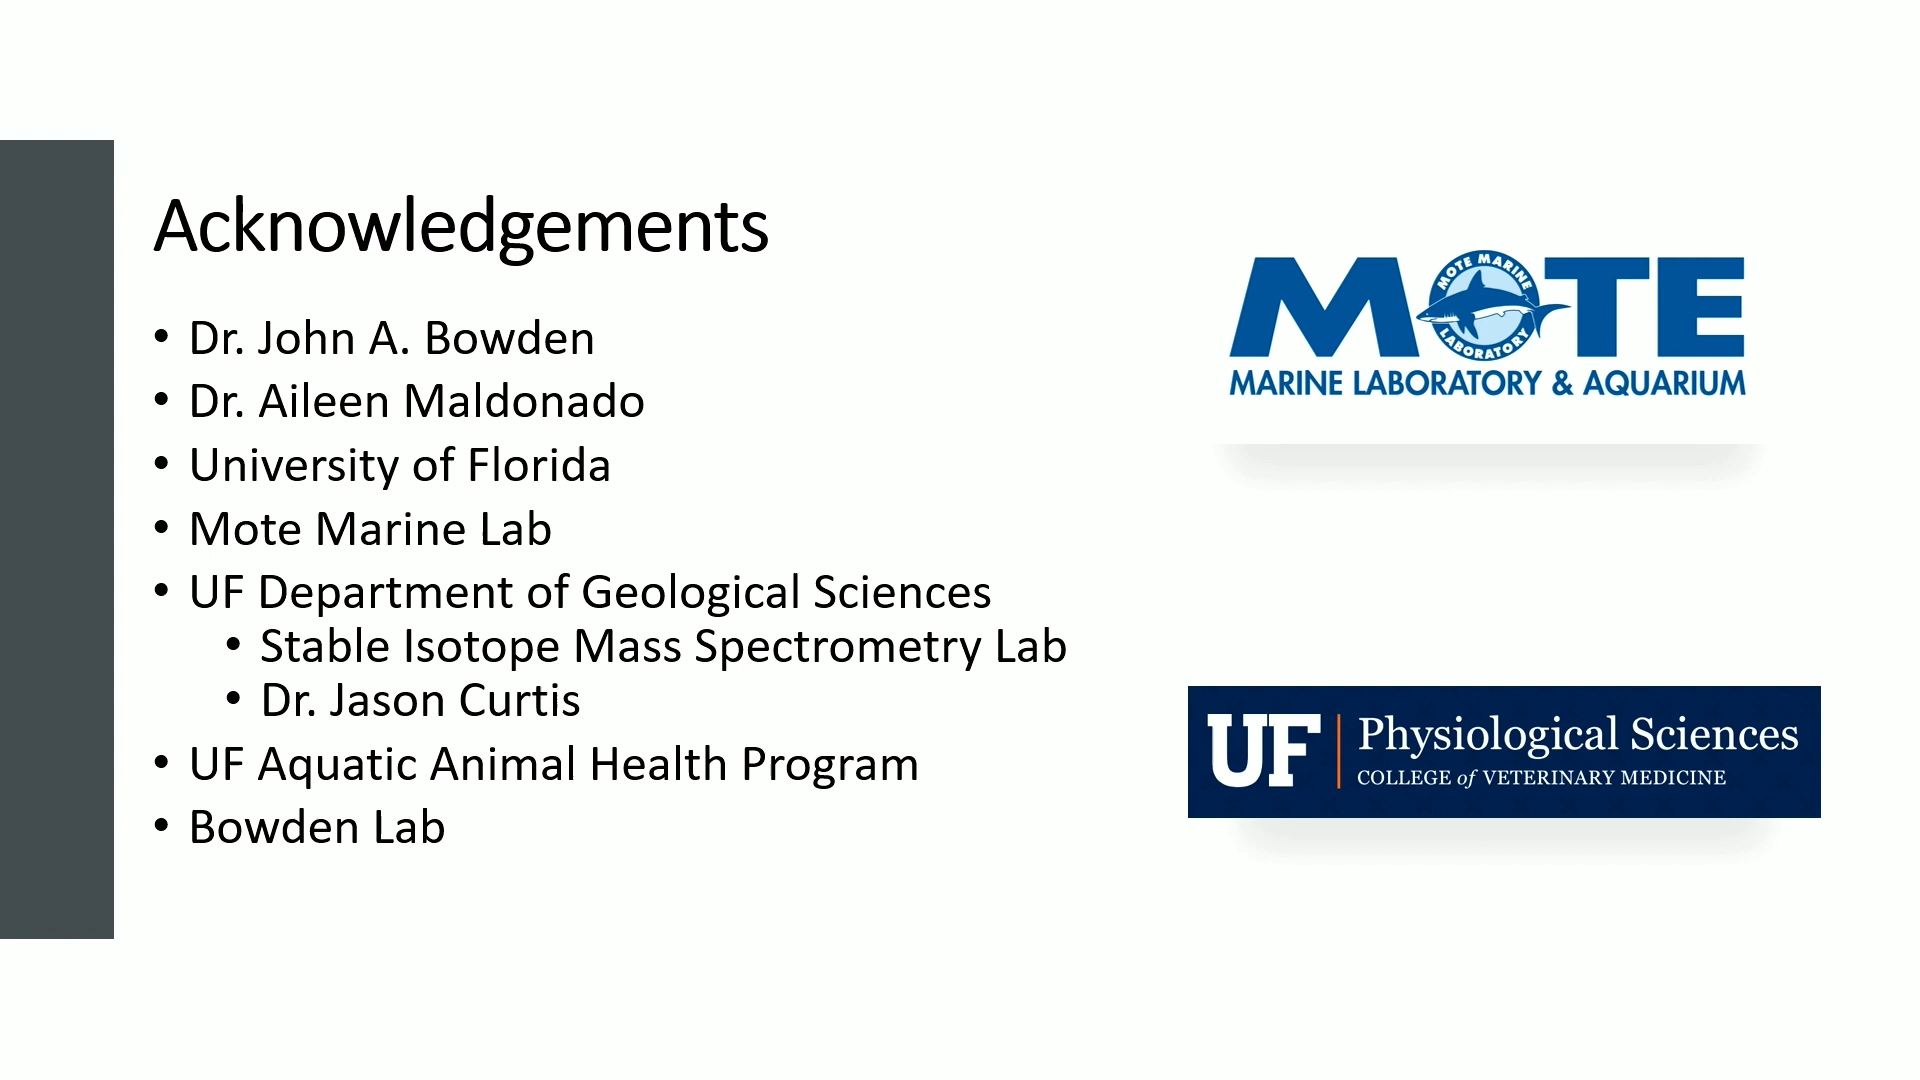 Acknowledgements
• Dr. John A. Bowden
• Dr. Aileen Maldonado
• University of Florida
• Mote Marine Lab
• UF Department of Geological Sciences
• Stable Isotope Mass Spectrometry Lab
• Dr. Jason Curtis
• UF Aquatic Animal Health Program
• Bowden Lab
MOTE
MOTE MARINE
LABORATORY
MARINE LABORATORY & AQUARIUM
UF Physiological Sciences
COLLEGE of VETERINARY MEDICINE